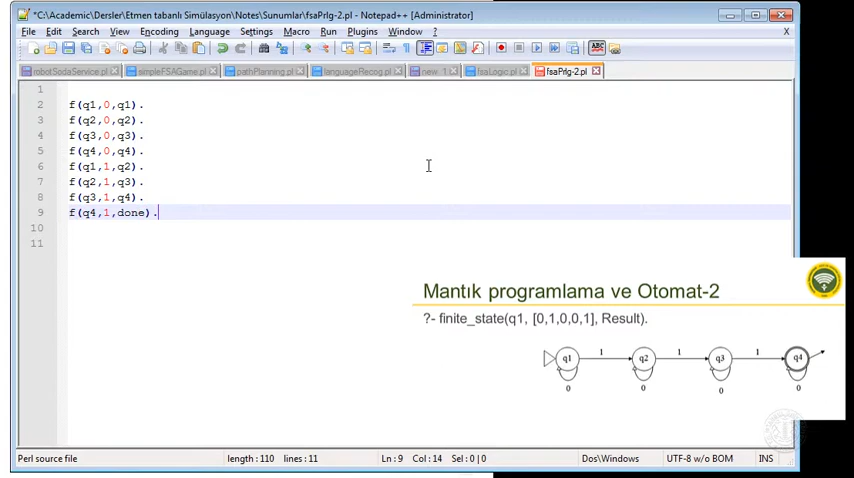 *C:\Academic\Dersler\Etmen tabanlı Simülasyon\Notes\Sunumlar\fsaPrlg-2.pl - Notepad++ [Administrator]
File Edit Search View Encoding Language Settings Macro Run Plugins Window ? X
robotSodaService.pl simpleFSAGame.pl pathPlanning.pl languageRecog.pl new 1 fsaLogic.pl fsaPrlg-2.pl
1
2 f(q1,0,q1).
3 f(q2,0,q2).
4 f(q3,0,q3).
5 f(q4,0,q4).
6 f(q1,1,q2).
7 f(q2,1,q3).
8 f(q3,1,q4).
9 f(q4,1,done).
10
11
Mantık programlama ve Otomat-2
?- finite_state(q1, [0,1,0,0,1], Result).
1 1 1
q1 q2 q3 q4
0 0 0 0
Perl source file length : 110 lines : 11 Ln : 9 Col : 14 Sel : 0 | 0 Dos\Windows UTF-8 w/o BOM INS